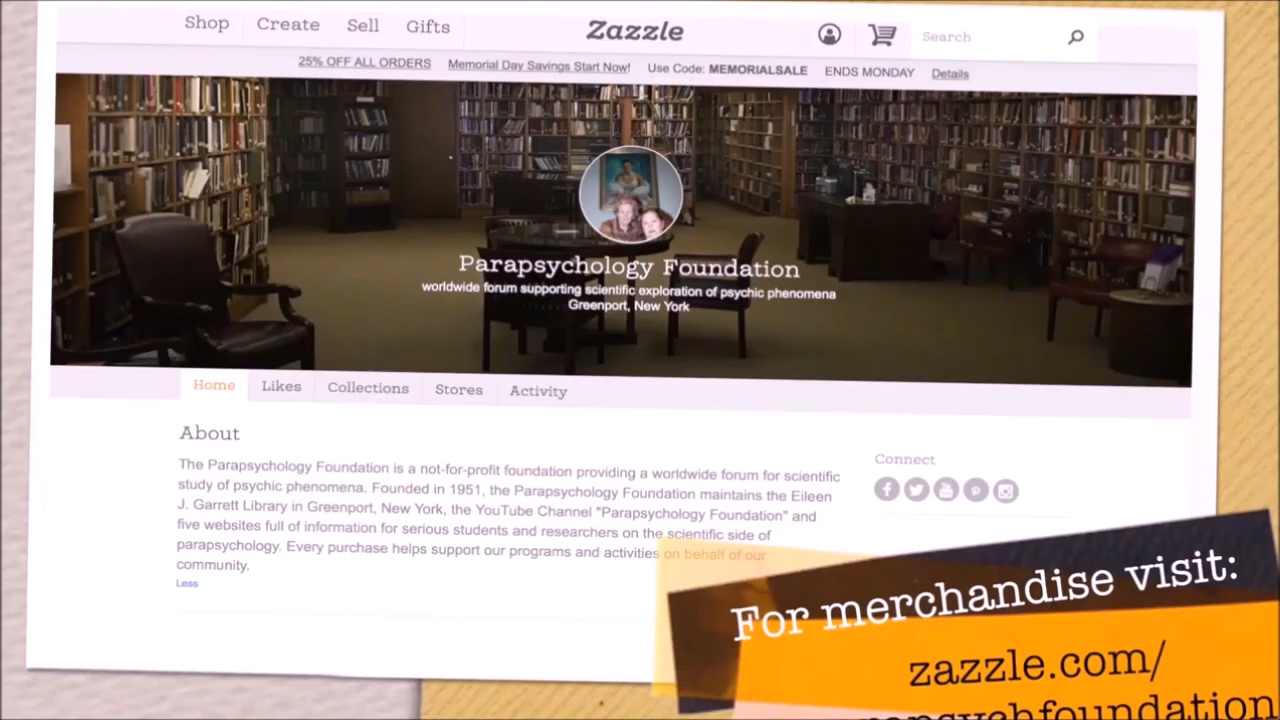 Shop Create Sell Gifts Zazzle Search
25% OFF ALL ORDERS Memorial Day Savings Start Now! Use Code: MEMORIALSALE ENDS MONDAY Details
Parapsychology Foundation
worldwide forum supporting scientific exploration of psychic phenomena
Greenport, New York
Home Likes Collections Stores Activity
About
The Parapsychology Foundation is a not-for-profit foundation providing a worldwide forum for scientific
study of psychic phenomena. Founded in 1951, the Parapsychology Foundation maintains the Eileen
J. Garrett Library in Greenport, New York, the YouTube Channel "Parapsychology Foundation" and
five websites full of information for serious students and researchers on the scientific side of
parapsychology. Every purchase helps support our programs and activities on behalf of our
community.
Less
Connect
For merchandise visit:
zazzle.com/